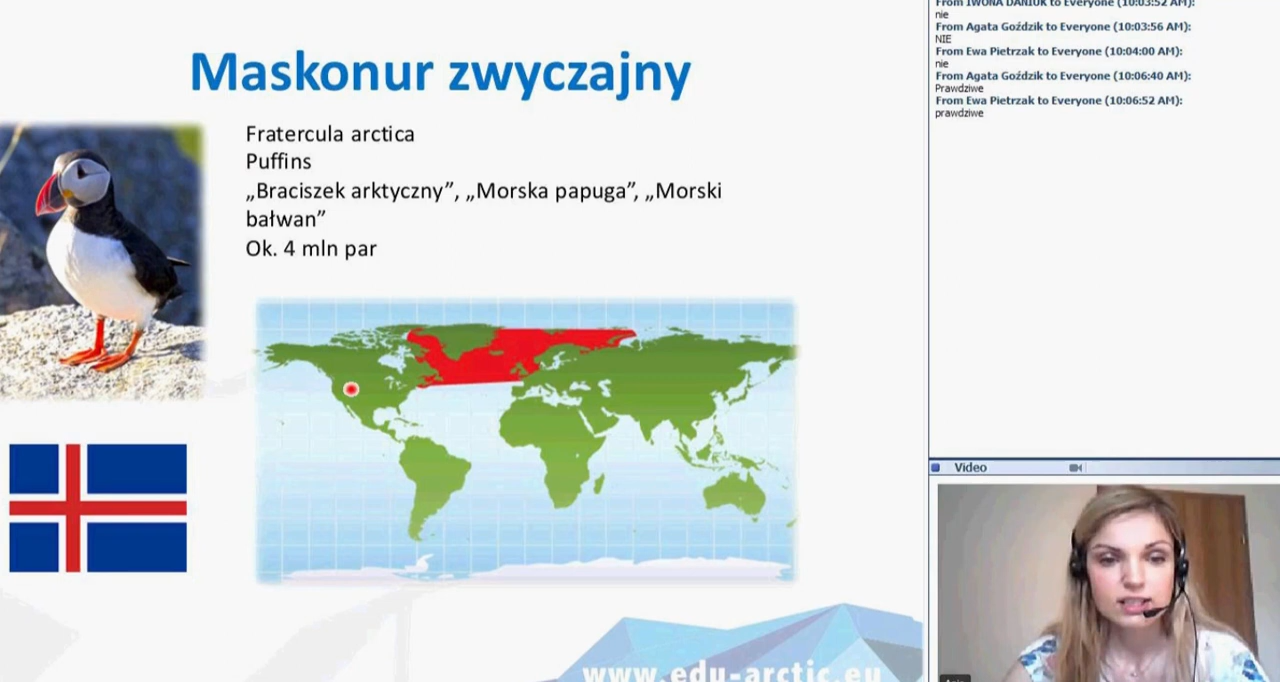 Maskonur zwyczajny
Fratercula arctica
Puffins
„Braciszek arktyczny”, „Morska papuga”, „Morski
bałwan”
Ok. 4 mln par
www.edu-arctic.eu
From IWONA DANIUK to Everyone (10:03:52 AM):
nie
From Agata Goździk to Everyone (10:03:56 AM):
NIE
From Ewa Pietrzak to Everyone (10:04:00 AM):
nie
From Agata Goździk to Everyone (10:06:40 AM):
Prawdziwe
From Ewa Pietrzak to Everyone (10:06:52 AM):
prawdziwe
Video